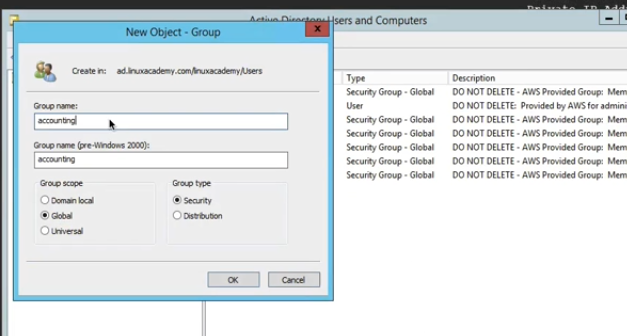 Private IP Add
Active Directory Users and Computers
New Object - Group
X
Create in: ad.linuxacademy.com/linuxacademy/Users
Group name:
accounting
Group name (pre-Windows 2000):
accounting
Group scope
Domain local
Global
Universal
Group type
Security
Distribution
OK
Cancel
Type Description
Security Group - Global DO NOT DELETE - AWS Provided Group: Mem
User DO NOT DELETE: Provided by AWS for admini
Security Group - Global DO NOT DELETE - AWS Provided Group: Mem
Security Group - Global DO NOT DELETE - AWS Provided Group: Mem
Security Group - Global DO NOT DELETE - AWS Provided Group: Mem
Security Group - Global DO NOT DELETE - AWS Provided Group: Mem
Security Group - Global DO NOT DELETE - AWS Provided Group: Mem